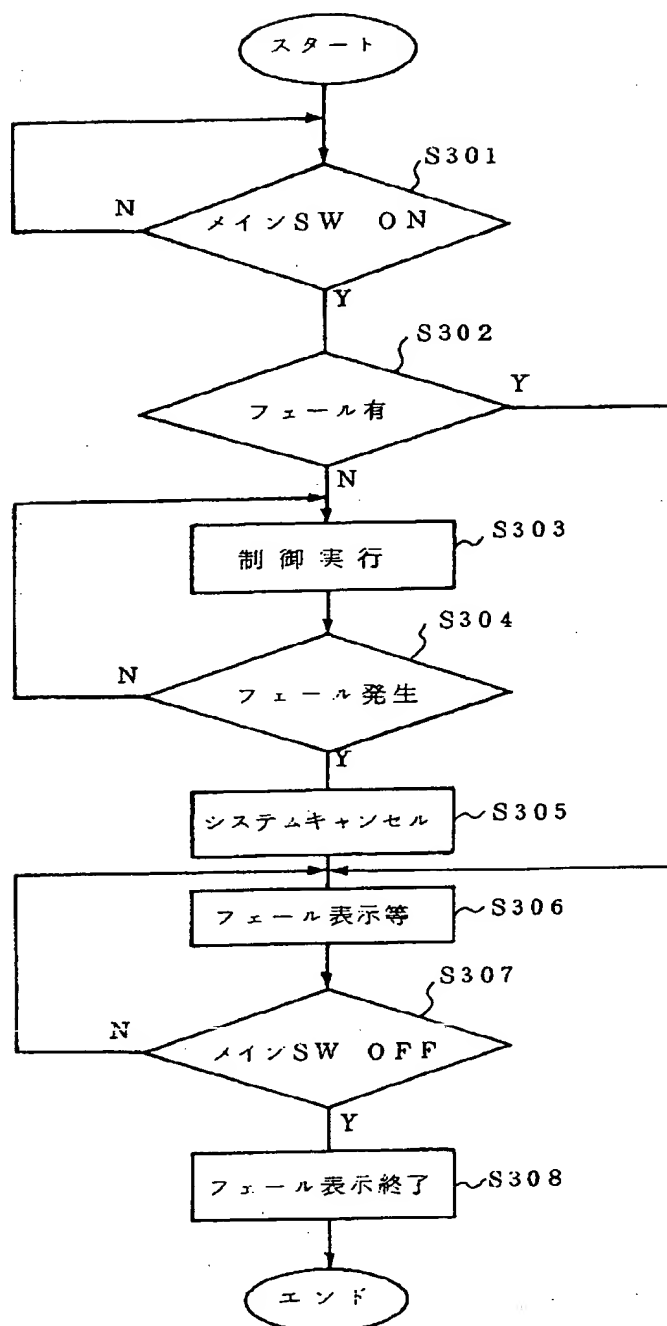 スタート
S301
N
メインSW ON
Y
S302
Y
フェール有
N
S303
制御実行
S304
N
フェール発生
Y
システムキャンセル
S305
フェール表示等
S306
S307
N
メインSW OFF
Y
フェール表示終了
S308
エンド